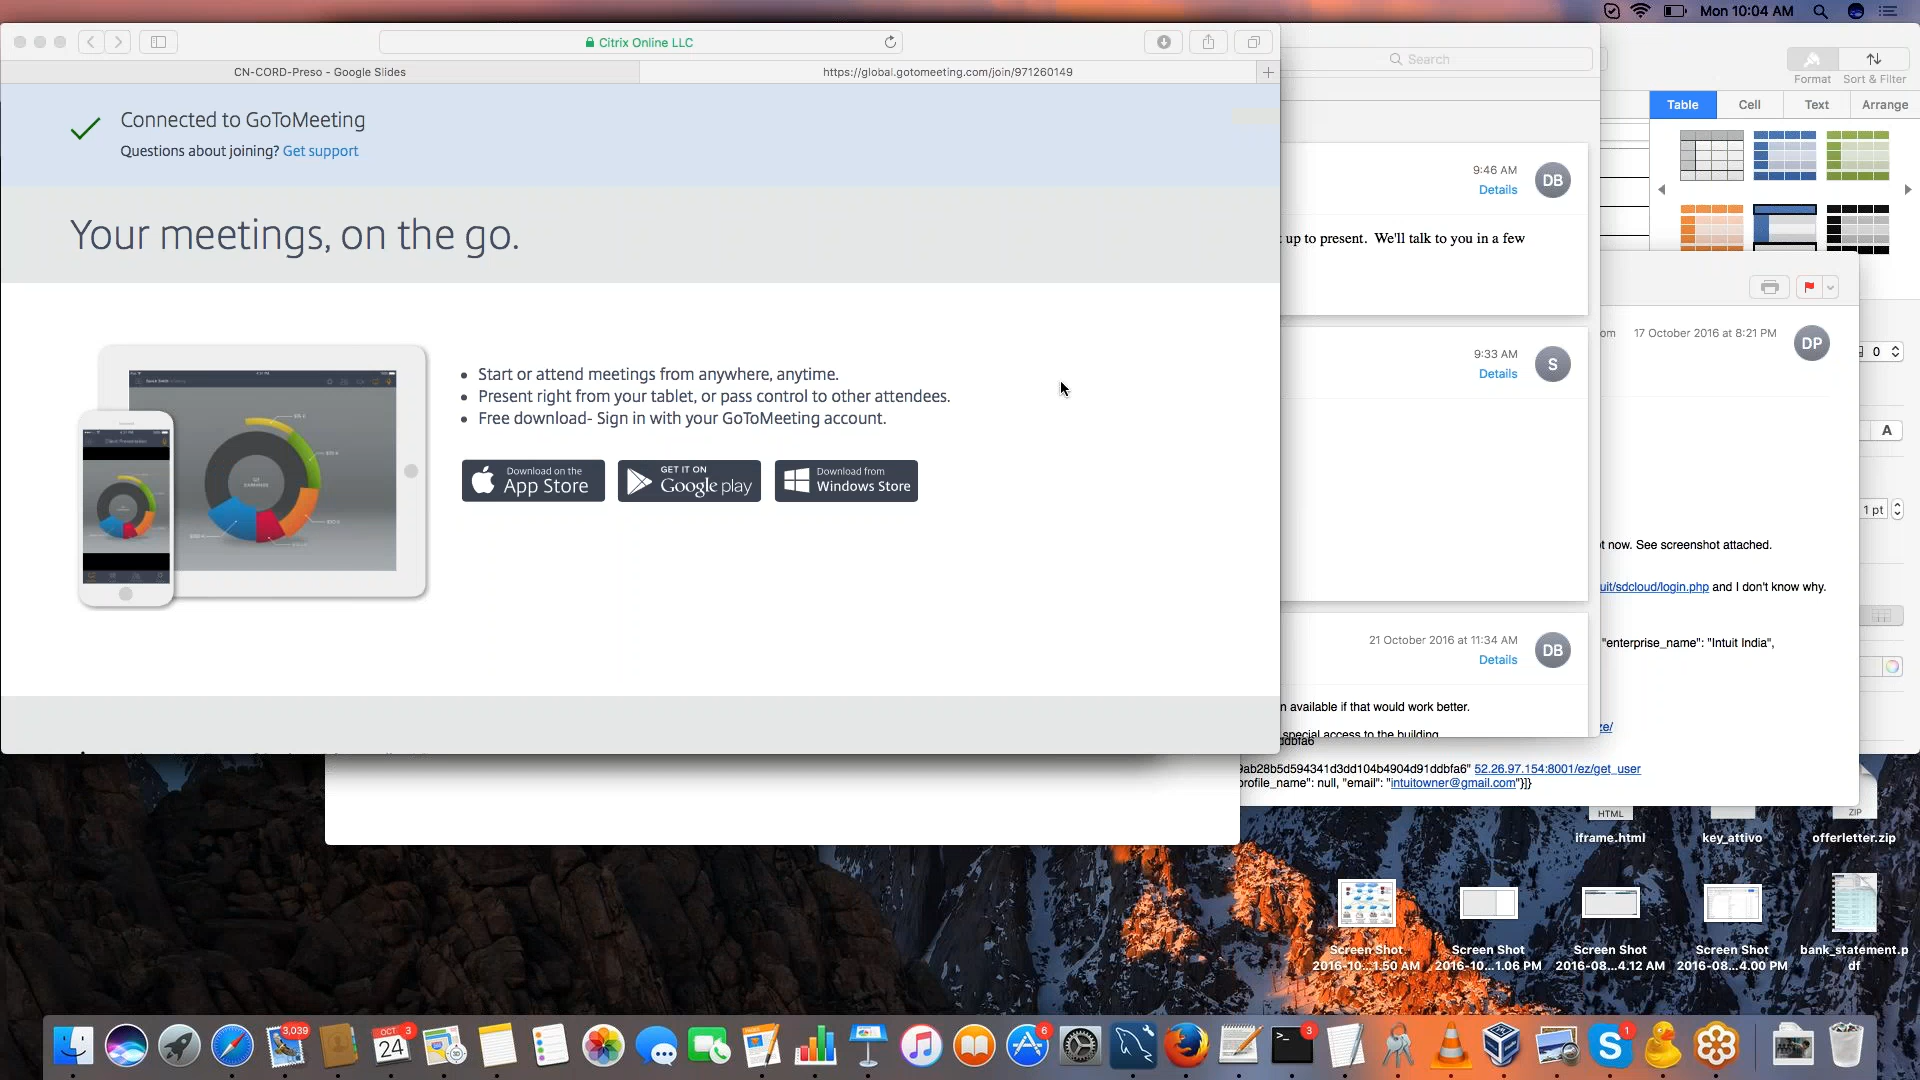 Mon 10:04 AM
Citrix Online LLC
Search
Format
Sort & Filter
CN-CORD-Preso - Google Slides
https://global.gotomeeting.com/join/971260149
Table
Cell
Text
Arrange
Connected to GoToMeeting
Questions about joining? Get support
9:46 AM
Details
DB
Your meetings, on the go.
up to present. We'll talk to you in a few
om
17 October 2016 at 8:21 PM
DP
0
9:33 AM
Details
S
Start or attend meetings from anywhere, anytime.
Present right from your tablet, or pass control to other attendees.
Free download- Sign in with your GoToMeeting account.
A
Download on the
App Store
GET IT ON
Google play
Download from
Windows Store
1 pt
now. See screenshot attached.
uit/sdcloud/login.php and I don't know why.
"enterprise_name": "Intuit India",
21 October 2016 at 11:34 AM
Details
DB
n available if that would work better.
special access to the building
ze/
ddbfa6
9ab28b5d594341d3dd104b4904d91ddbfa6" 52.26.97.154:8001/ez/get_user
profile_name": null, "email": "intuitowner@gmail.com"}]}
HTML
ZIP
iframe.html
key_attivo
offerletter.zip
Screen Shot
2016-10...1.50 AM
Screen Shot
2016-10...1.06 PM
Screen Shot
2016-08...4.12 AM
Screen Shot
2016-08...4.00 PM
bank_statement.p
df
3,039
OCT
24
3
PAGES
6
3
1